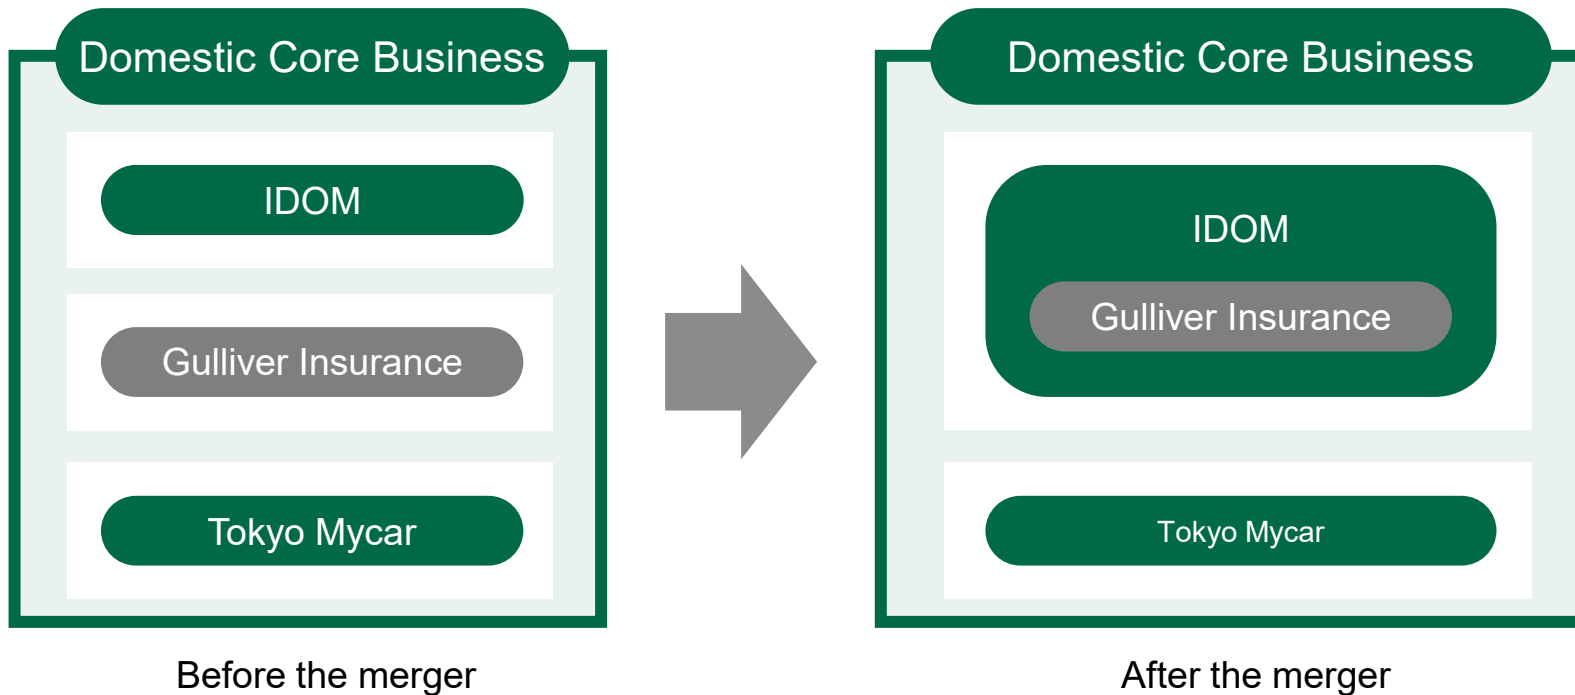 Domestic Core Business
IDOM
Gulliver Insurance
Tokyo Mycar
Before the merger
Domestic Core Business
IDOM
Gulliver Insurance
Tokyo Mycar
After the merger